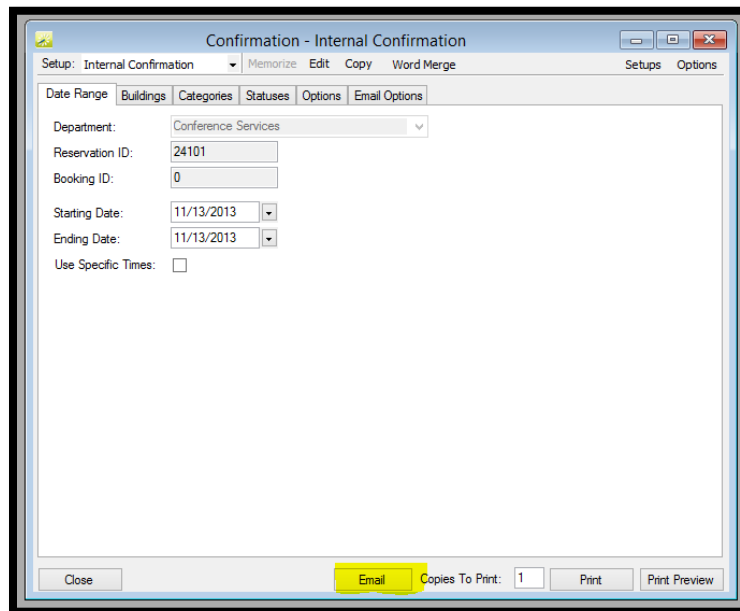 Confirmation - Internal Confirmation
Setup: Internal Confirmation Memorize Edit Copy Word Merge Setups Options
Date Range Buildings Categories Statuses Options Email Options
Department: Conference Services
Reservation ID: 24101
Booking ID: 0
Starting Date: 11/13/2013
Ending Date: 11/13/2013
Use Specific Times:
Close Email Copies To Print: 1 Print Print Preview